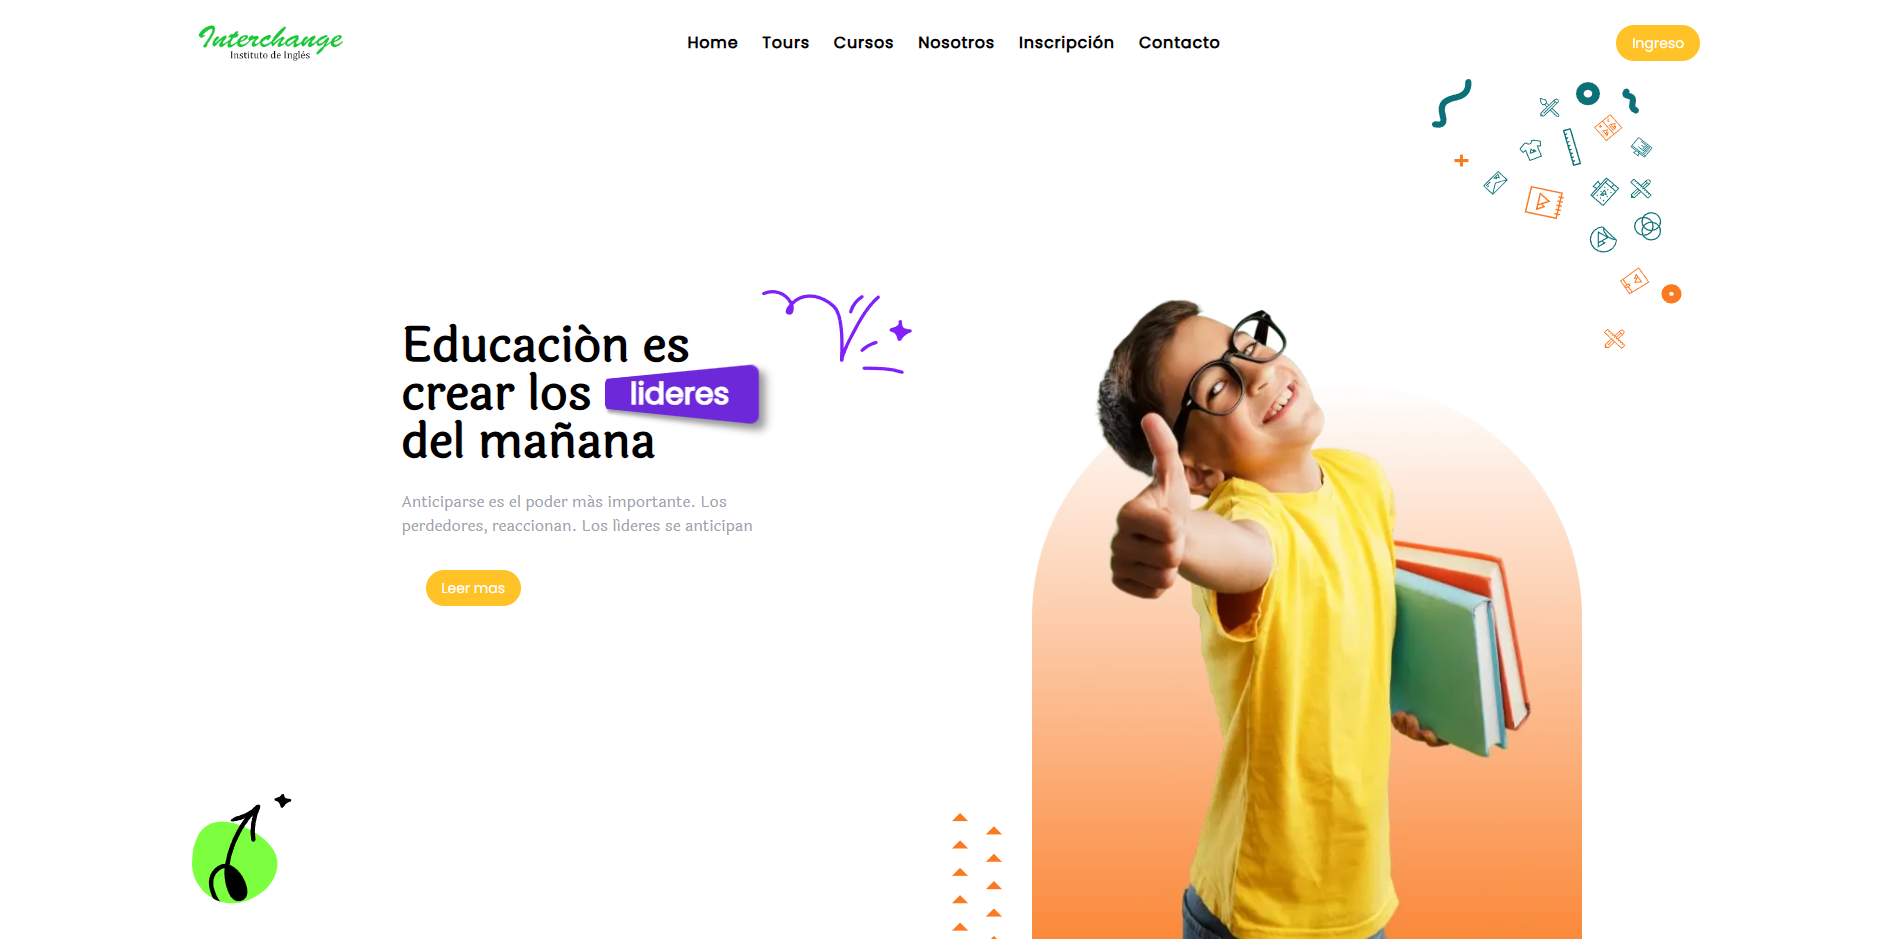 Interchange
Instituto de Inglés
Home Tours Cursos Nosotros Inscripción Contacto
Ingreso
Educaciòn es
crear los lideres
del mañana
Anticiparse es el poder màs importante. Los
perdedores, reaccionan. Los lìderes se anticipan
Leer mas